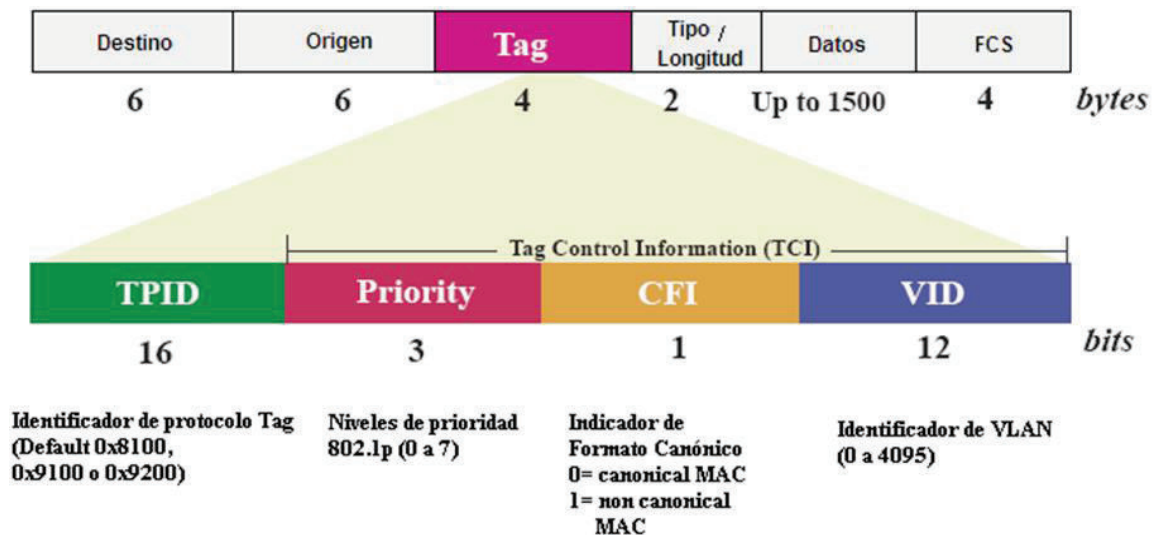 Destino Origen Tag Tipo / Longitud Datos FCS
6 6 4 2 Up to 1500 4 bytes
Tag Control Information (TCI)
TPID Priority CFI VID
16 3 1 12 bits
Identificador de protocolo Tag
(Default 0x8100,
0x9100 o 0x9200)
Niveles de prioridad
802.1p (0 a 7)
Indicador de
Formato Canónico
0= canonical MAC
1= non canonical
MAC
Identificador de VLAN
(0 a 4095)